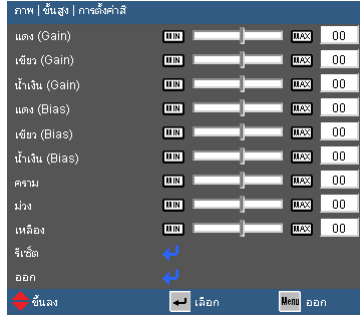 ภาพ | ขั้นสูง | การตั้งค่าสี
แดง (Gain) MIN MAX 00
เขียว (Gain) MIN MAX 00
น้ำเงิน (Gain) MIN MAX 00
แดง (Bias) MIN MAX 00
เขียว (Bias) MIN MAX 00
น้ำเงิน (Bias) MIN MAX 00
คราม MIN MAX 00
ม่วง MIN MAX 00
เหลือง MIN MAX 00
รีเซ็ต
ออก
ขึ้นลง เลือก Menu ออก